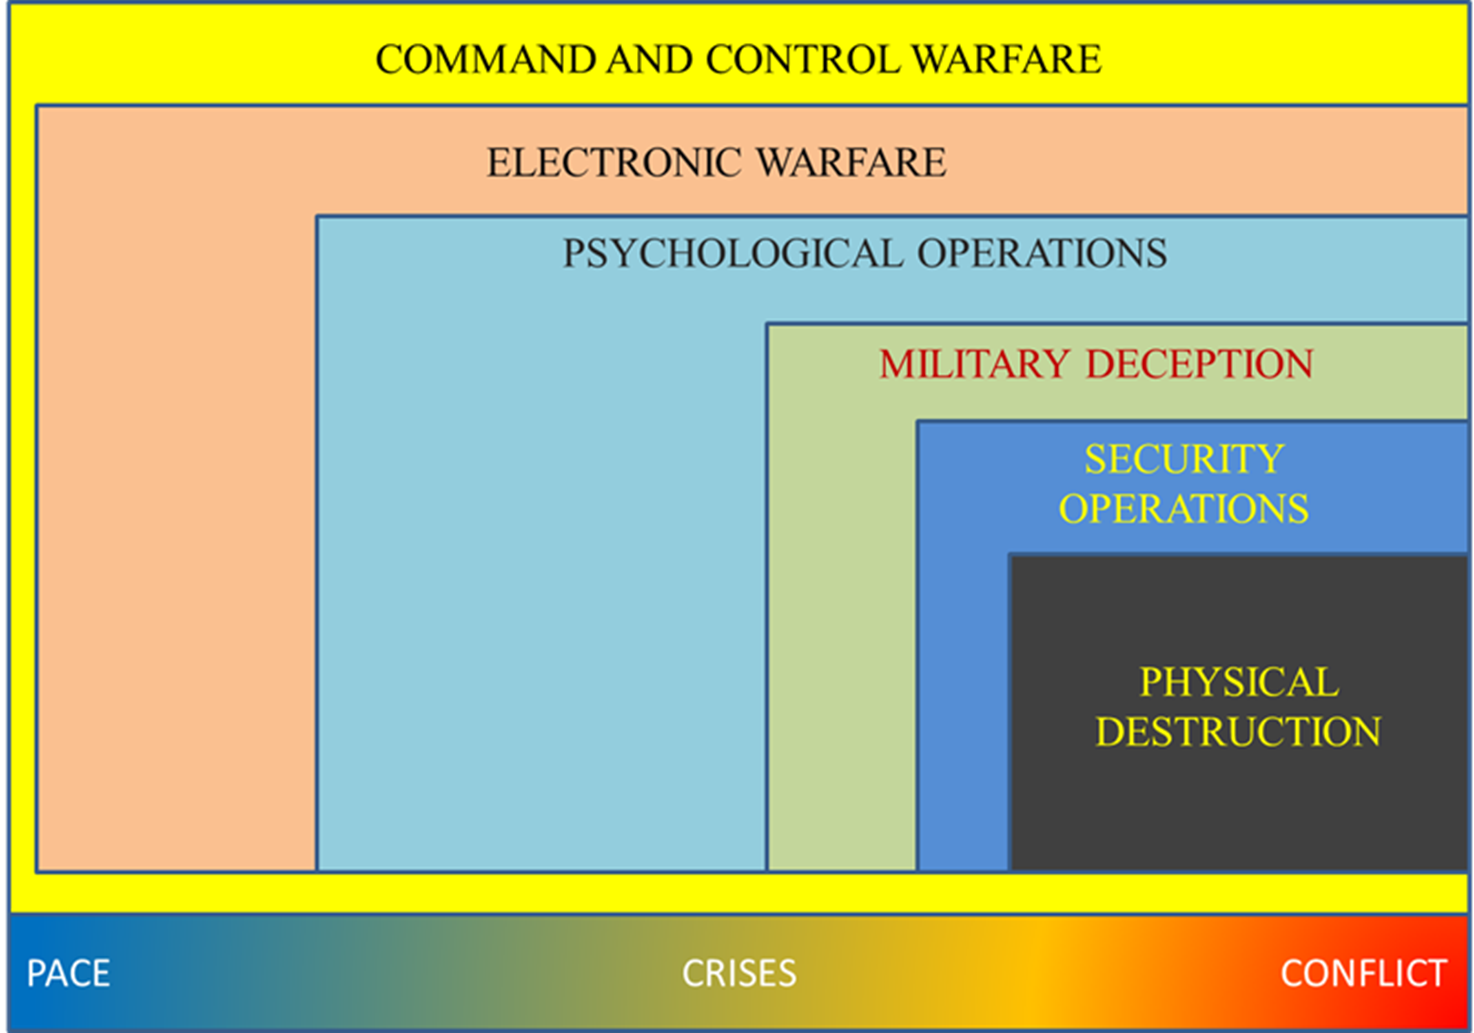 COMMAND AND CONTROL WARFARE
ELECTRONIC WARFARE
PSYCHOLOGICAL OPERATIONS
MILITARY DECEPTION
SECURITY
OPERATIONS
PHYSICAL
DESTRUCTION
PACE CRISES CONFLICT